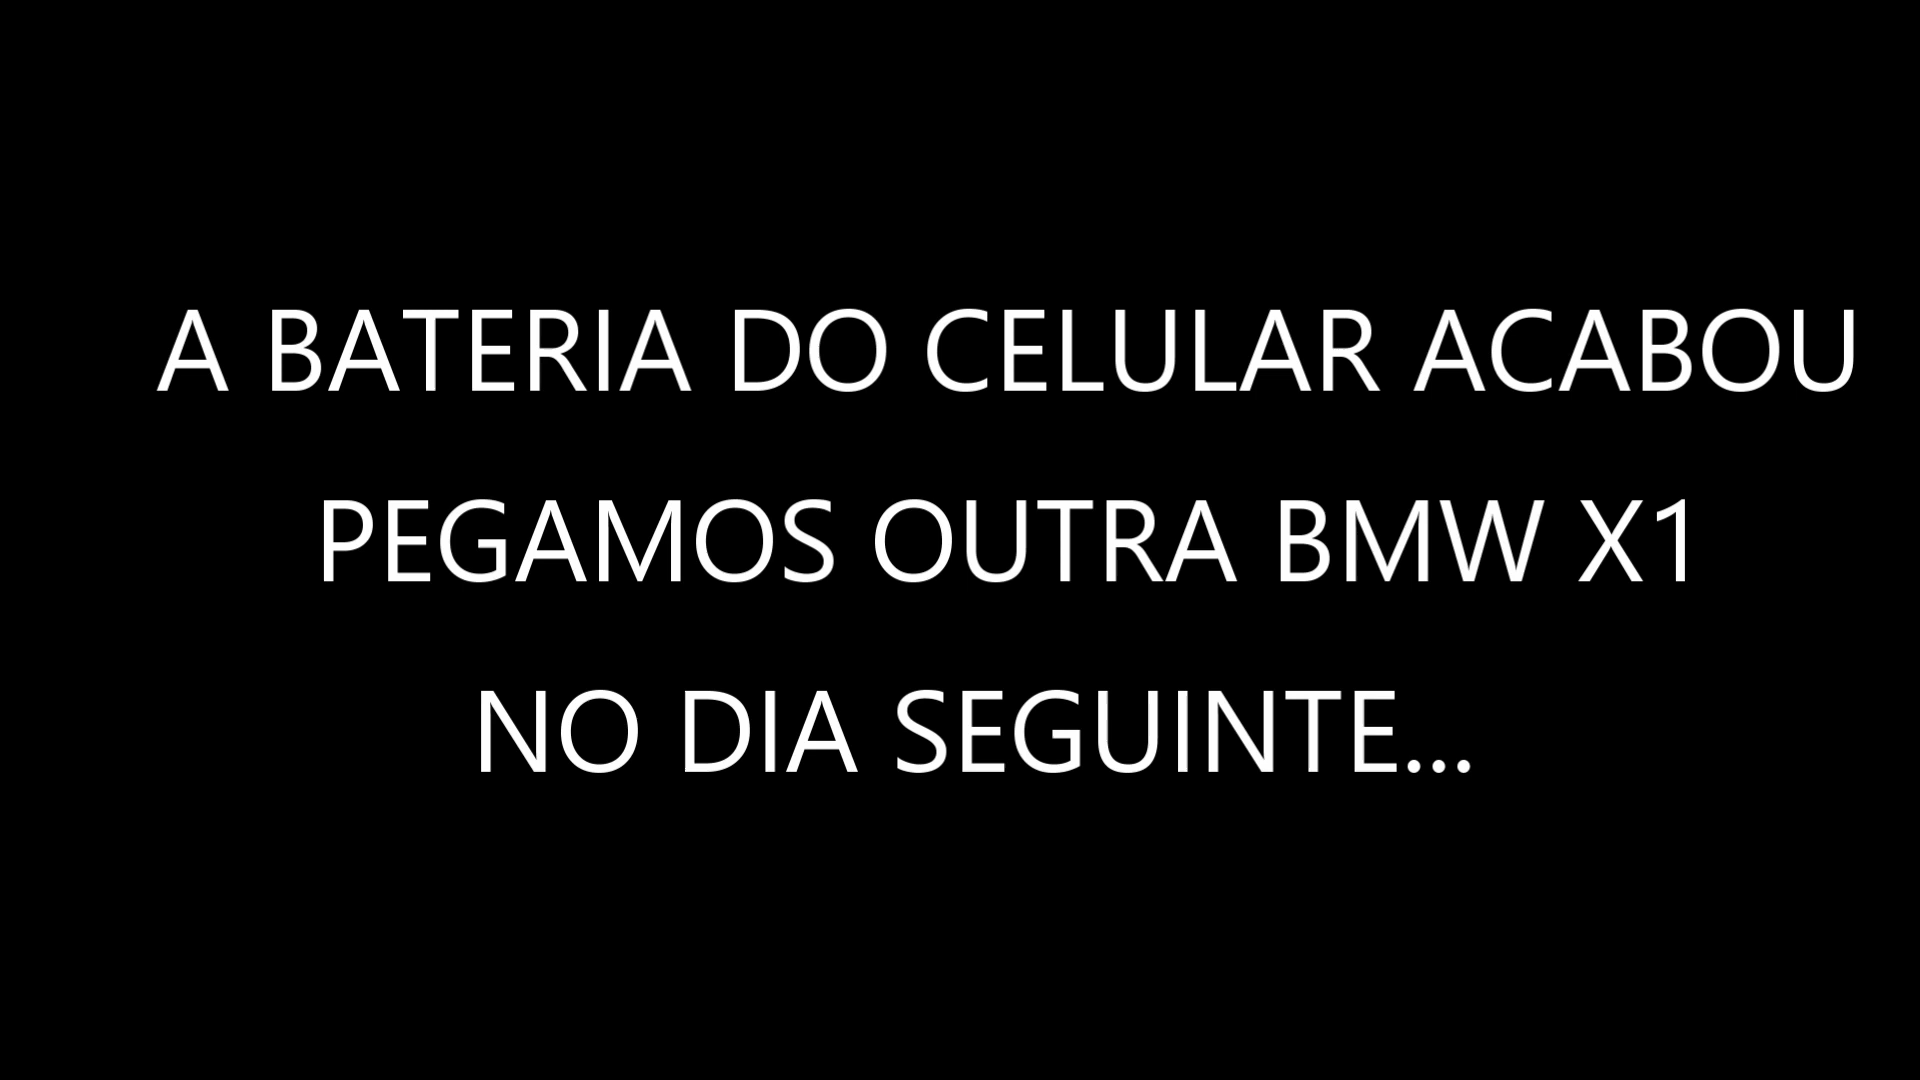 A BATERIA DO CELULAR ACABOU
PEGAMOS OUTRA BMW X1
NO DIA SEGUINTE...